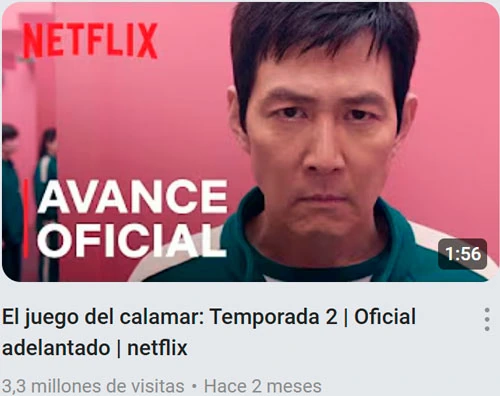 NETFLIX
AVANCE
OFICIAL
1:56
El juego del calamar: Temporada 2 | Oficial
adelantado | netflix
3,3 millones de visitas • Hace 2 meses